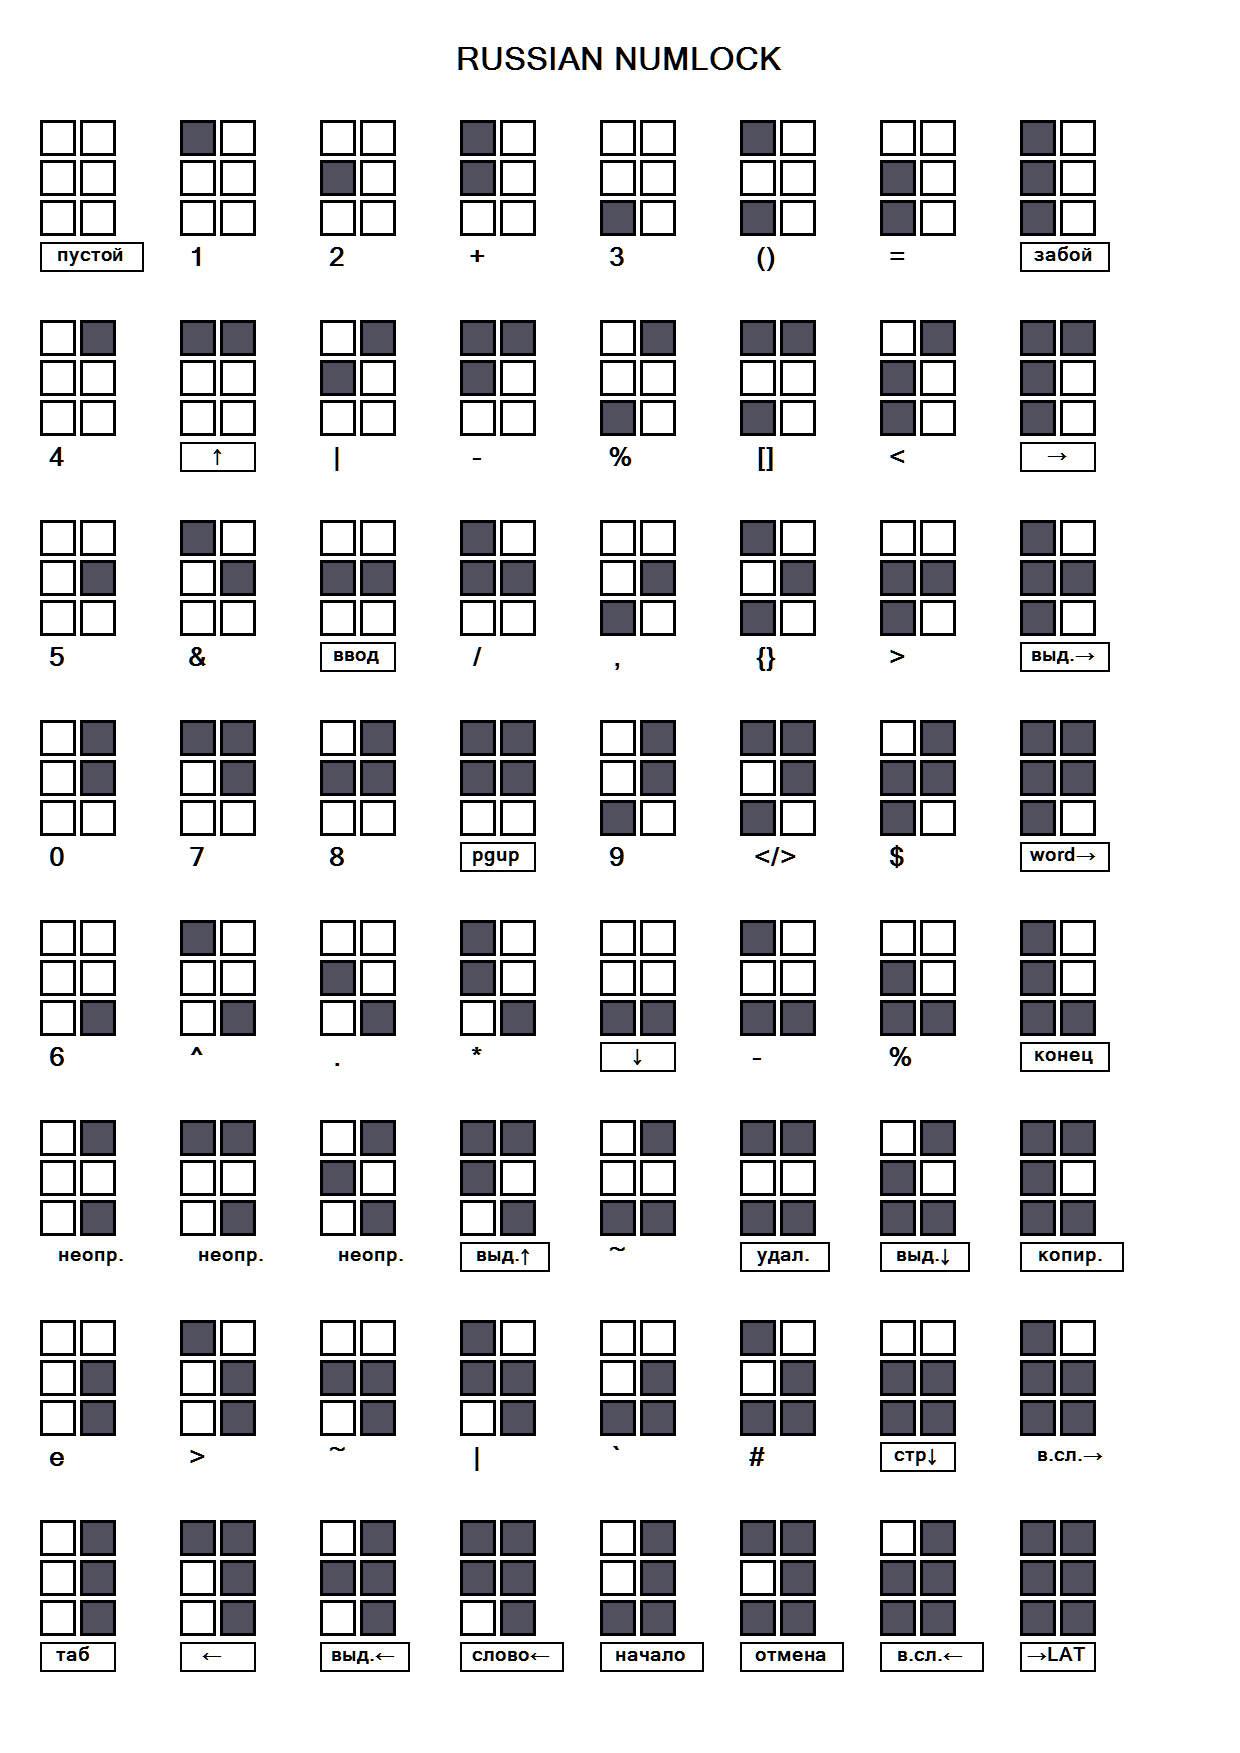 RUSSIAN NUMLOCK
пустой 1 2 + 3 () = забой
4 ↑ | - % [] < →
5 & ввод / , {} > выд.→
0 7 8 pgup 9 </> $ word→
6 ^ . * ↓ - % конец
неопр. неопр. неопр. выд.↑ ~ удал. выд.↓ копир.
e > ~ | ` # стр↓ в.сл.→
таб ← выд.← слово← начало отмена в.сл.← →LAT